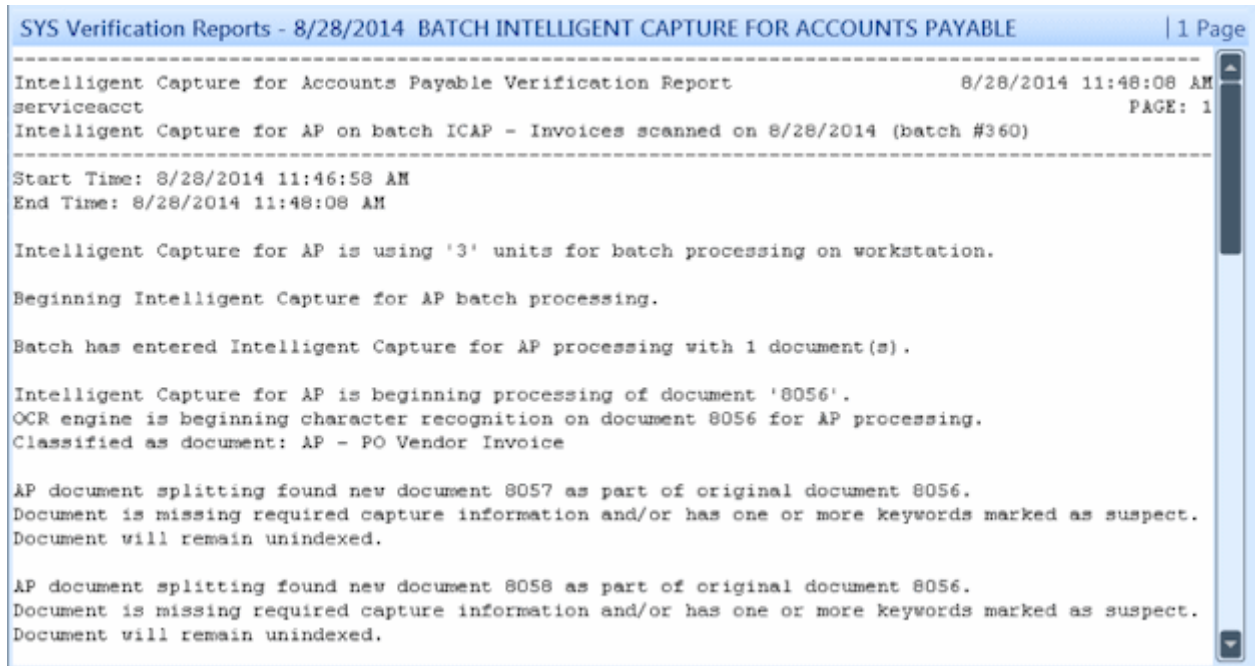 SYS Verification Reports - 8/28/2014 BATCH INTELLIGENT CAPTURE FOR ACCOUNTS PAYABLE | 1 Page
Intelligent Capture for Accounts Payable Verification Report 8/28/2014 11:48:08 AM
serviceacct PAGE: 1
Intelligent Capture for AP on batch ICAP - Invoices scanned on 8/28/2014 (batch #360)
Start Time: 8/28/2014 11:46:58 AM
End Time: 8/28/2014 11:48:08 AM
Intelligent Capture for AP is using '3' units for batch processing on workstation.
Beginning Intelligent Capture for AP batch processing.
Batch has entered Intelligent Capture for AP processing with 1 document(s).
Intelligent Capture for AP is beginning processing of document '8056'.
OCR engine is beginning character recognition on document 8056 for AP processing.
Classified as document: AP - PO Vendor Invoice
AP document splitting found new document 8057 as part of original document 8056.
Document is missing required capture information and/or has one or more keywords marked as suspect.
Document will remain unindexed.
AP document splitting found new document 8058 as part of original document 8056.
Document is missing required capture information and/or has one or more keywords marked as suspect.
Document will remain unindexed.